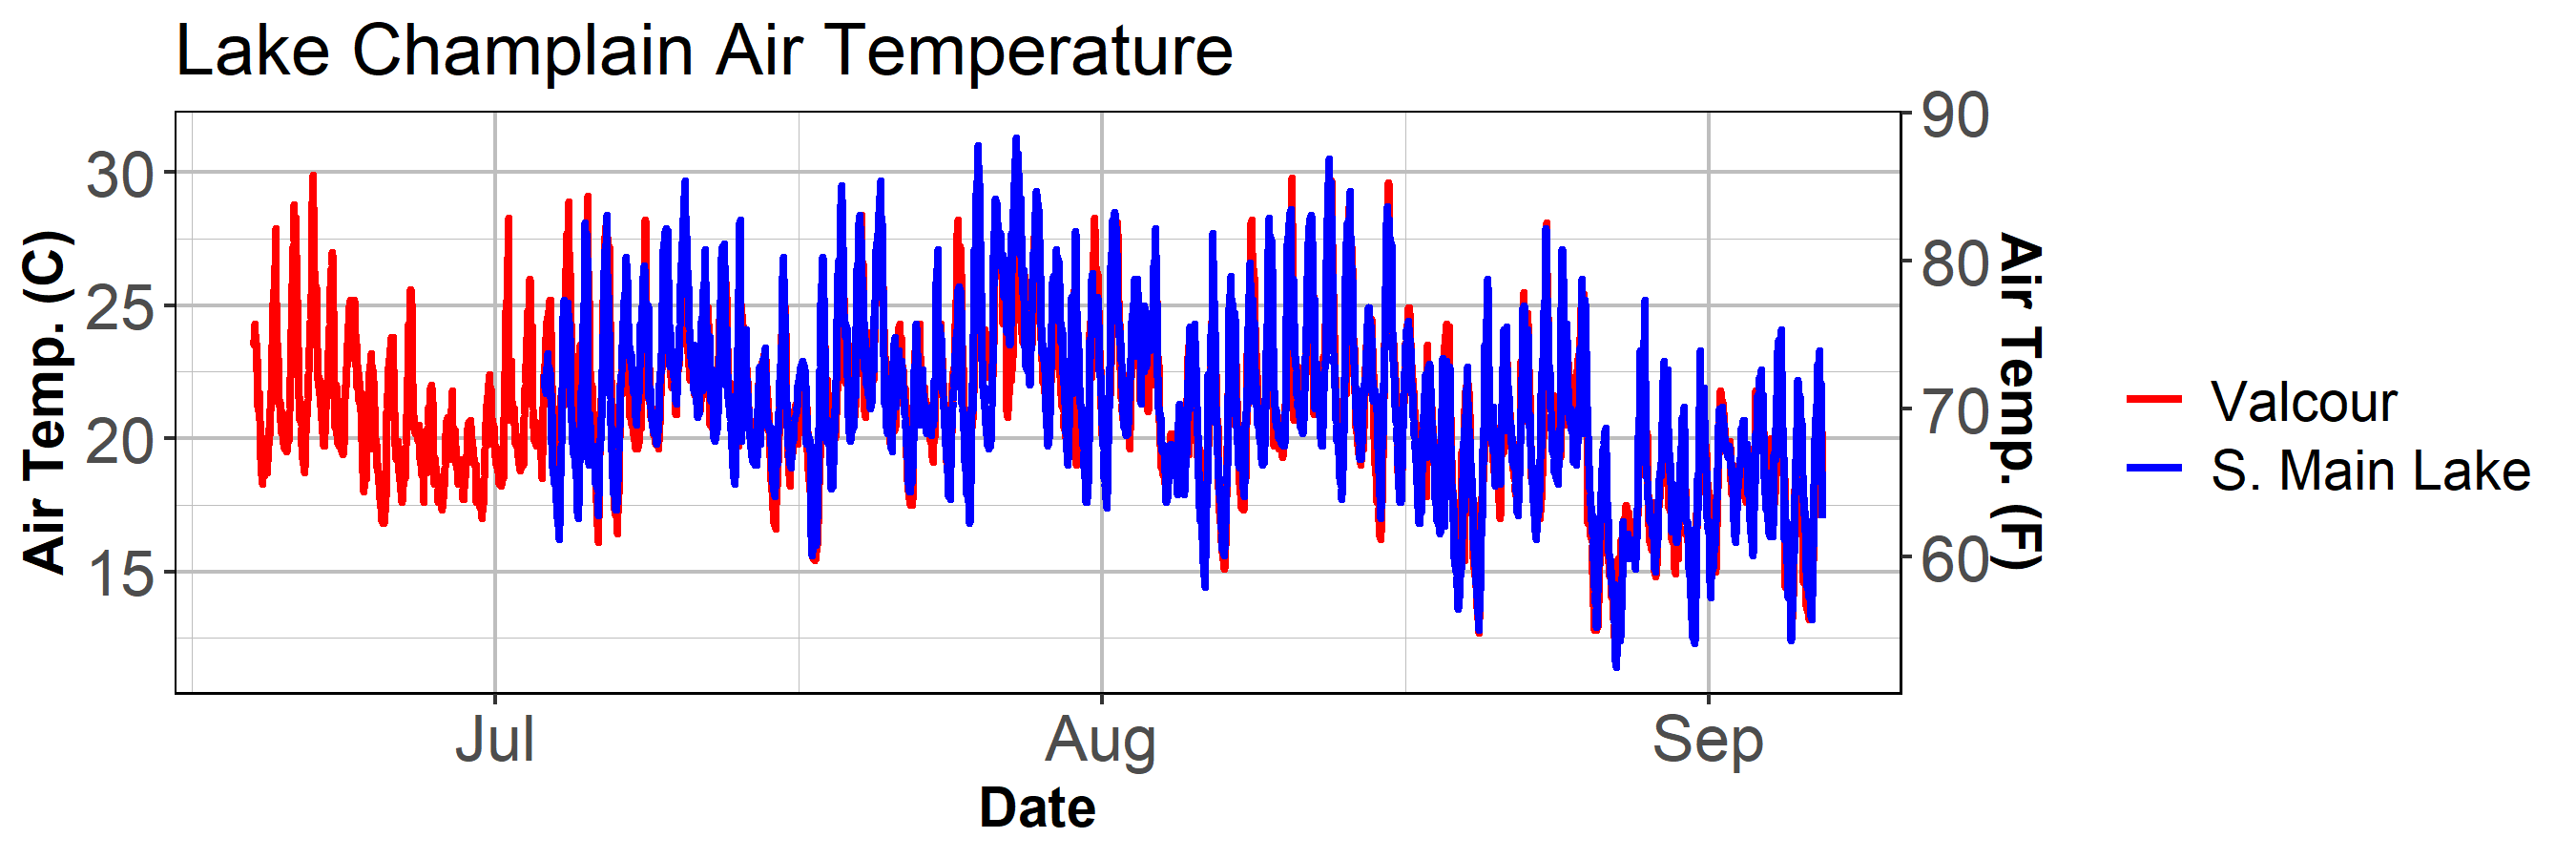 Lake Champlain Air Temperature
Air Temp. (C)
30
25
20
15
90
80
70
60
Air Temp. (F)
Jul
Aug
Sep
Date
Valcour
S. Main Lake